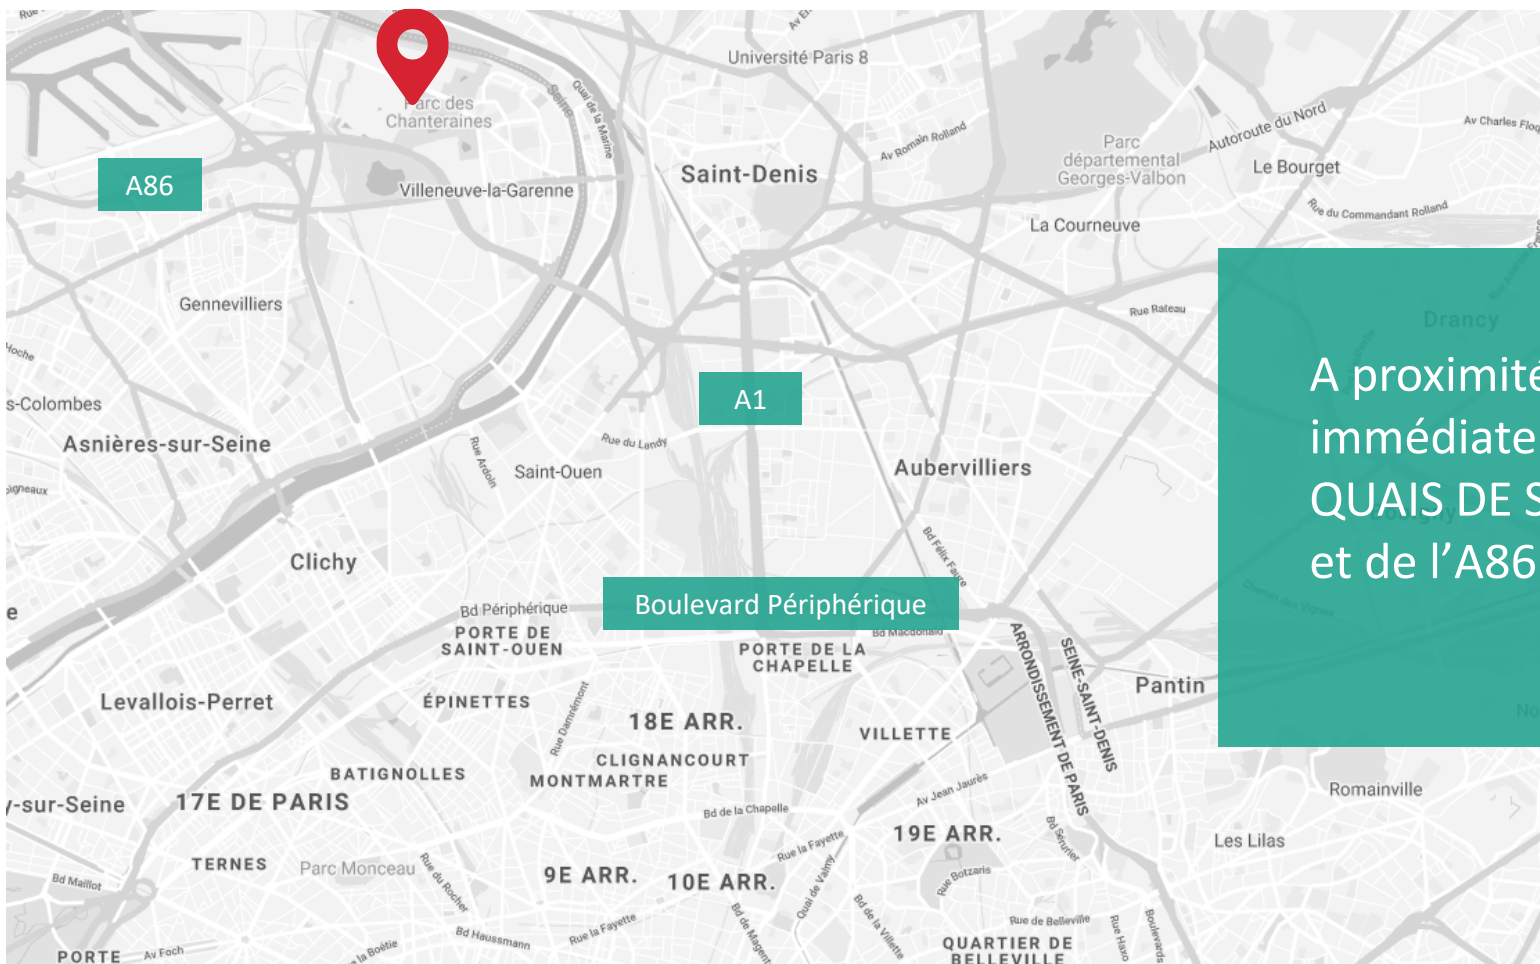 Université Paris 8
Parc des
Chanteraines
Seine
Quai de la Marine
Autoroute du Nord
Av Romain Rolland
Parc
départemental
Georges-Valbon
Le Bourget
A86
Villeneuve-la-Garenne
Saint-Denis
Rue du Commandant Rolland
La Courneuve
Gennevilliers
Rue Rateau
Drancy
Hoche
A proximité
immédiate
QUAIS DE S
et de l’A86
A1
s-Colombes
Asnières-sur-Seine
Rue du Landy
Rue Ardoin
Saint-Ouen
Aubervilliers
Bobigny
Clichy
Bd Félix Faure
Chemin des Vignes
Boulevard Périphérique
Bd Périphérique
PORTE DE
SAINT-OUEN
Bd Macdonald
PORTE DE LA
CHAPELLE
ARRONDISSEMENT DE PARIS
SEINE-SAINT-DENIS
Pantin
Levallois-Perret
ÉPINETTES
Rue Damrémont
18E ARR.
VILLETTE
CLIGNANCOURT
BATIGNOLLES
MONTMARTRE
y-sur-Seine
17E DE PARIS
Bd de la Chapelle
Av Jean Jaurès
Romainville
19E ARR.
Bd Sérurier
Les Lilas
Rue la Fayette
TERNES
Parc Monceau
Rue du Rocher
9E ARR.
10E ARR.
Quai de Valmy
Rue Botzaris
Bd Maillot
Bd de Magent
Bd de la Villette
Rue la Fayette
Bd Haussmann
Rue de Belleville
Rue Haxo
Boulevards
QUARTIER DE
BELLEVILLE
PORTE
Av Foch
e la Boétie